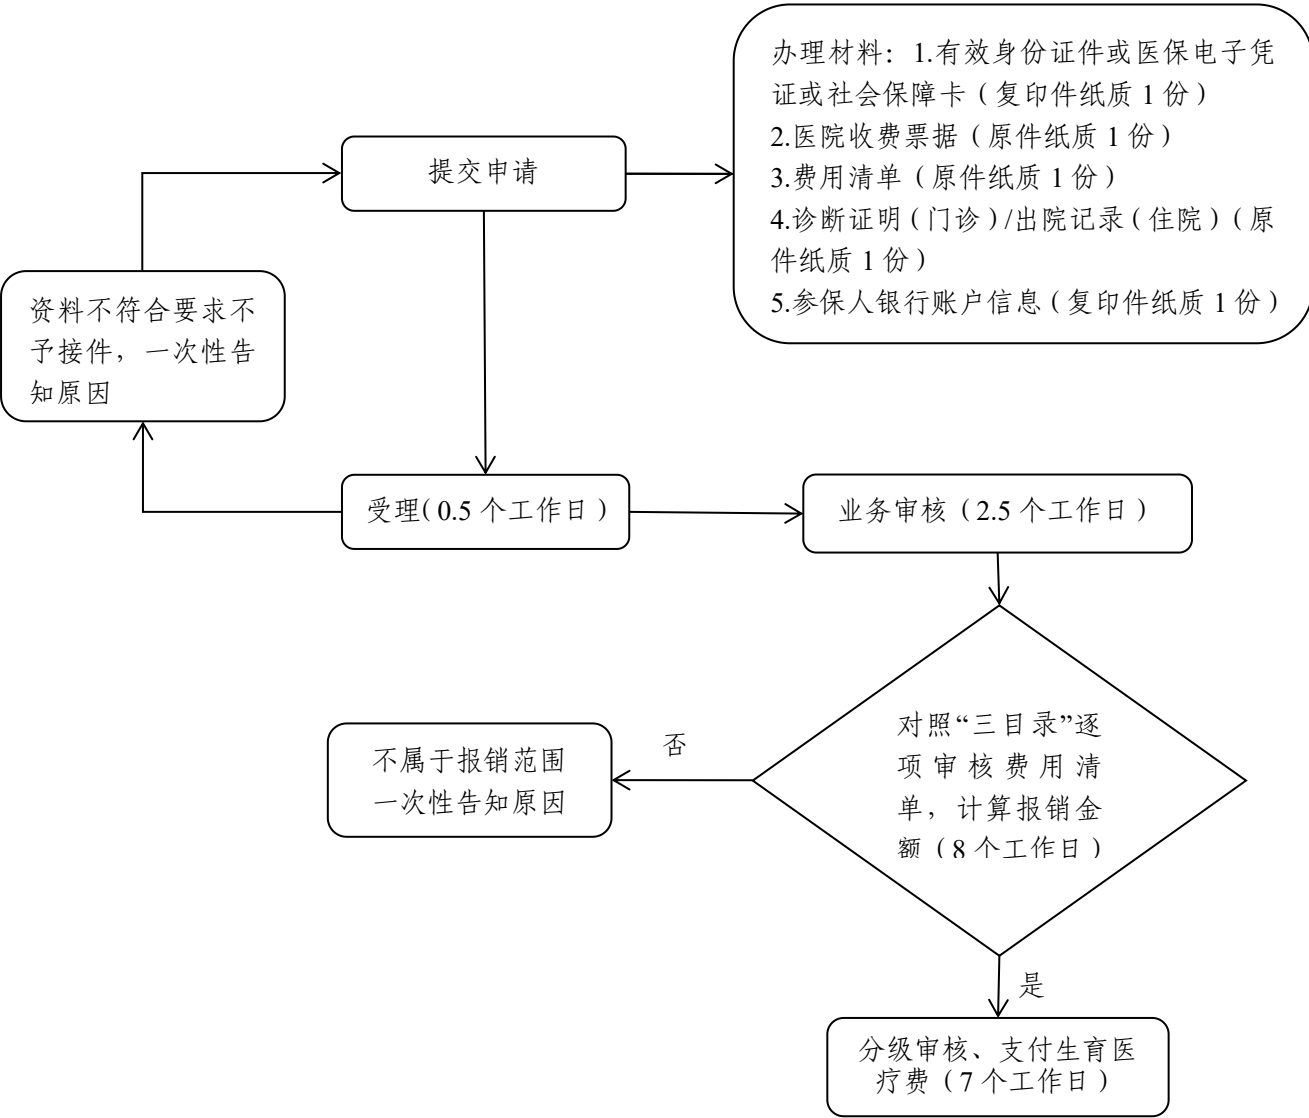 办理材料：1.有效身份证件或医保电子凭
证或社会保障卡（复印件纸质 1 份）
2.医院收费票据（原件纸质 1 份）
3.费用清单（原件纸质 1 份）
4.诊断证明（门诊）/出院记录（住院）（原
件纸质 1 份）
5.参保人银行账户信息（复印件纸质 1 份）
提交申请
资料不符合要求不
予接件，一次性告
知原因
受理（0.5 个工作日）
业务审核（2.5 个工作日）
对照“三目录”逐
项审核费用清
单，计算报销金
额（8 个工作日）
否
不属于报销范围
一次性告知原因
是
分级审核、支付生育医
疗费（7 个工作日）